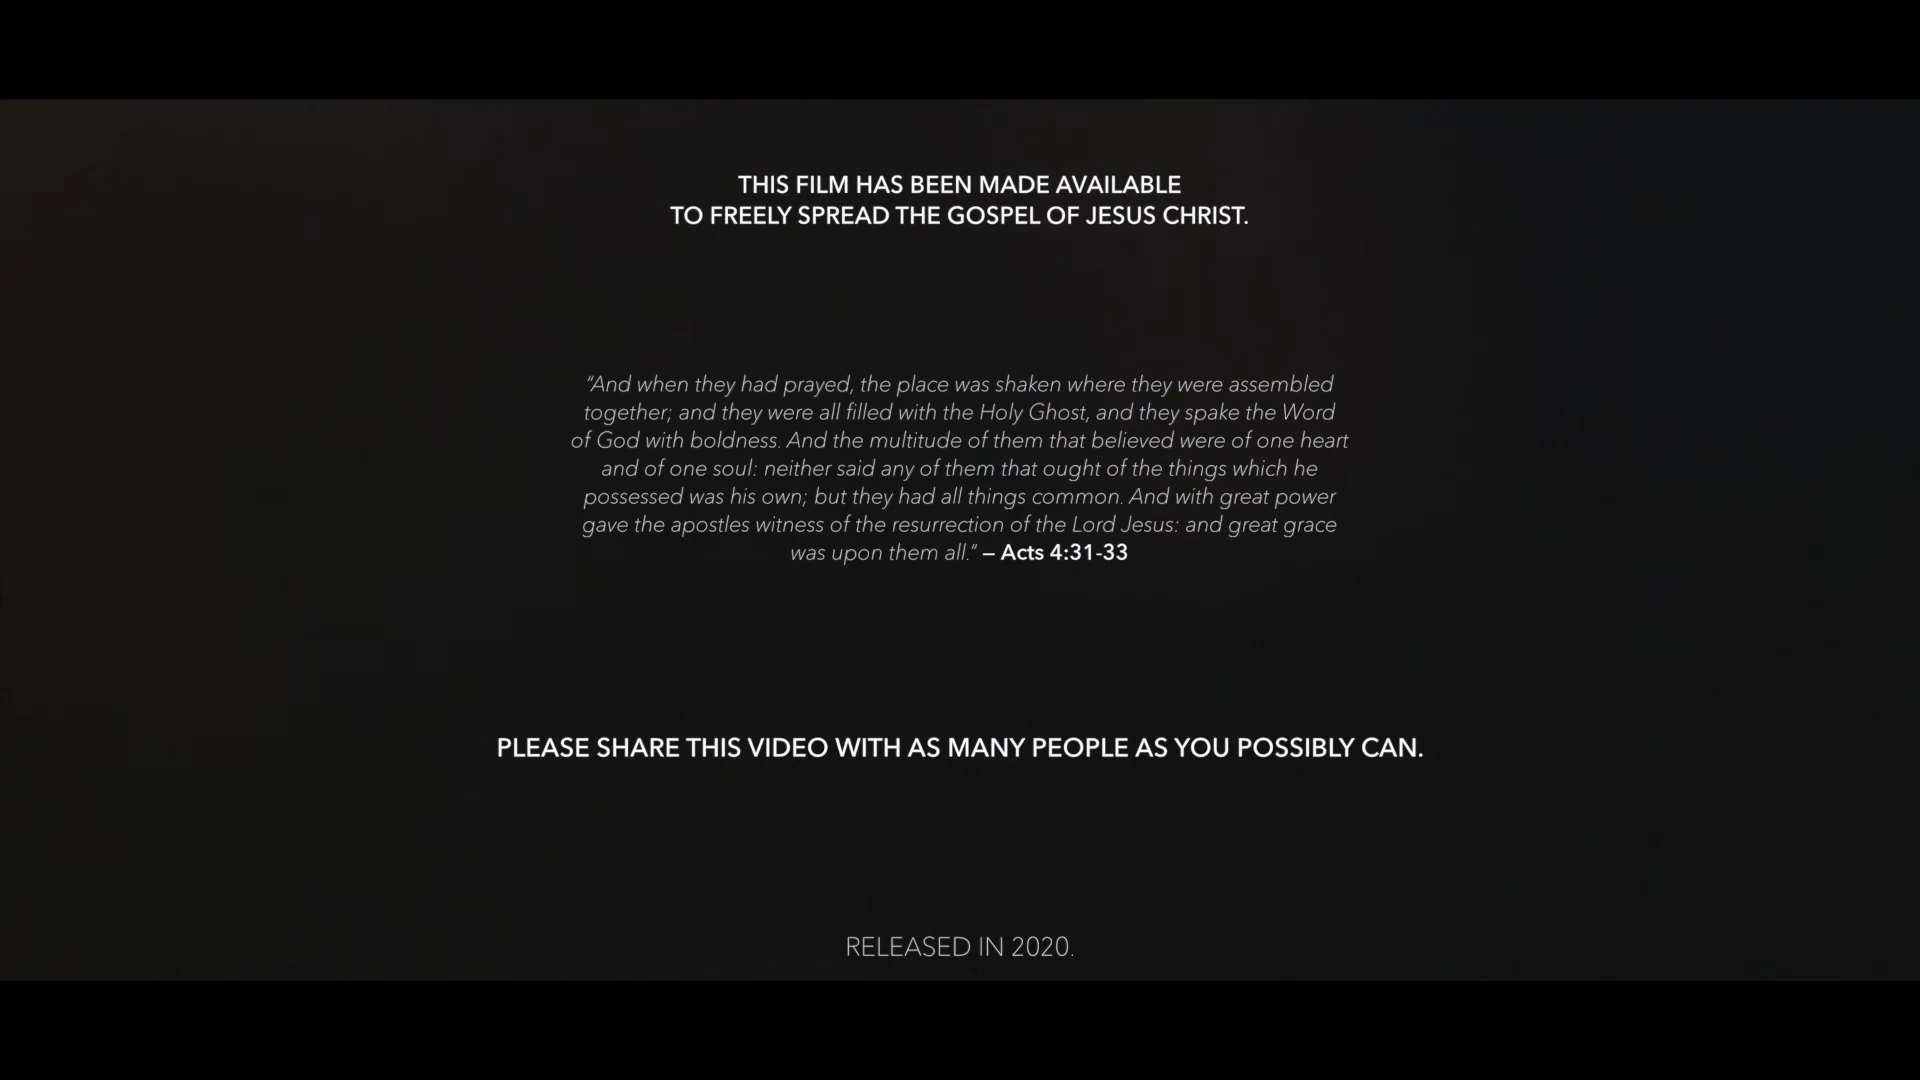 THIS FILM HAS BEEN MADE AVAILABLE
TO FREELY SPREAD THE GOSPEL OF JESUS CHRIST.
“And when they had prayed, the place was shaken where they were assembled
together; and they were all filled with the Holy Ghost, and they spake the Word
of God with boldness. And the multitude of them that believed were of one heart
and of one soul: neither said any of them that ought of the things which he
possessed was his own; but they had all things common. And with great power
gave the apostles witness of the resurrection of the Lord Jesus: and great grace
was upon them all.” – Acts 4:31-33
PLEASE SHARE THIS VIDEO WITH AS MANY PEOPLE AS YOU POSSIBLY CAN.
RELEASED IN 2020.